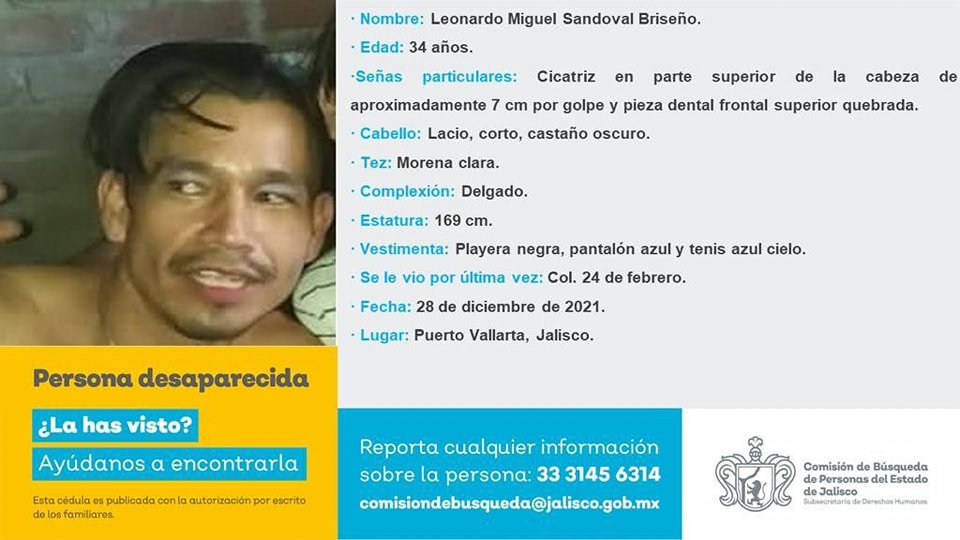 · Nombre: Leonardo Miguel Sandoval Briseño.
· Edad: 34 años.
·Señas particulares: Cicatriz en parte superior de la cabeza de
aproximadamente 7 cm por golpe y pieza dental frontal superior quebrada.
· Cabello: Lacio, corto, castaño oscuro.
· Tez: Morena clara.
· Complexión: Delgado.
· Estatura: 169 cm.
· Vestimenta: Playera negra, pantalón azul y tenis azul cielo.
· Se le vio por última vez: Col. 24 de febrero.
· Fecha: 28 de diciembre de 2021.
· Lugar: Puerto Vallarta, Jalisco.
Persona desaparecida
¿La has visto?
Ayúdanos a encontrarla
Esta cédula es publicada con la autorización por escrito
de los familiares.
Reporta cualquier información
sobre la persona: 33 3145 6314
comisiondebusqueda@jalisco.gob.mx
Comisión de Búsqueda
de Personas del Estado
de Jalisco
Subsecretaría de Derechos Humanos